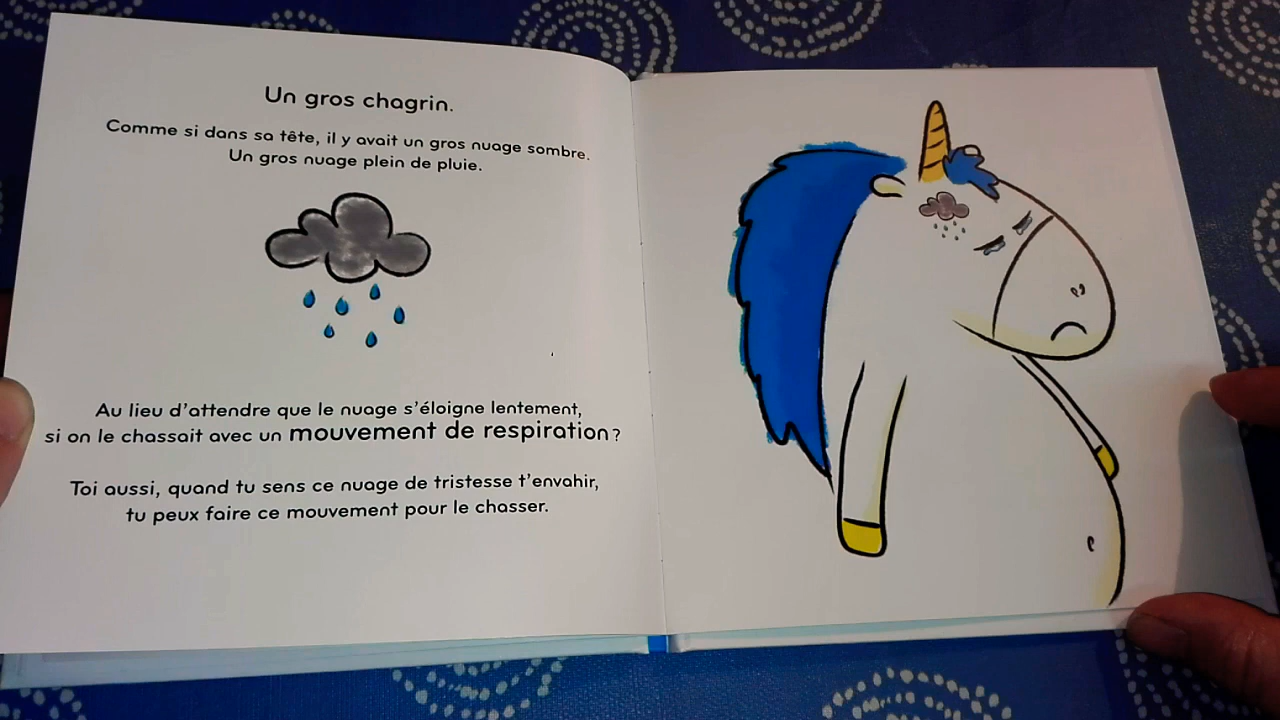 Un gros chagrin.
Comme si dans sa tête, il y avait un gros nuage sombre.
Un gros nuage plein de pluie.
Au lieu d'attendre que le nuage s'éloigne lentement,
si on le chassait avec un mouvement de respiration ?
Toi aussi, quand tu sens ce nuage de tristesse t'envahir,
tu peux faire ce mouvement pour le chasser.